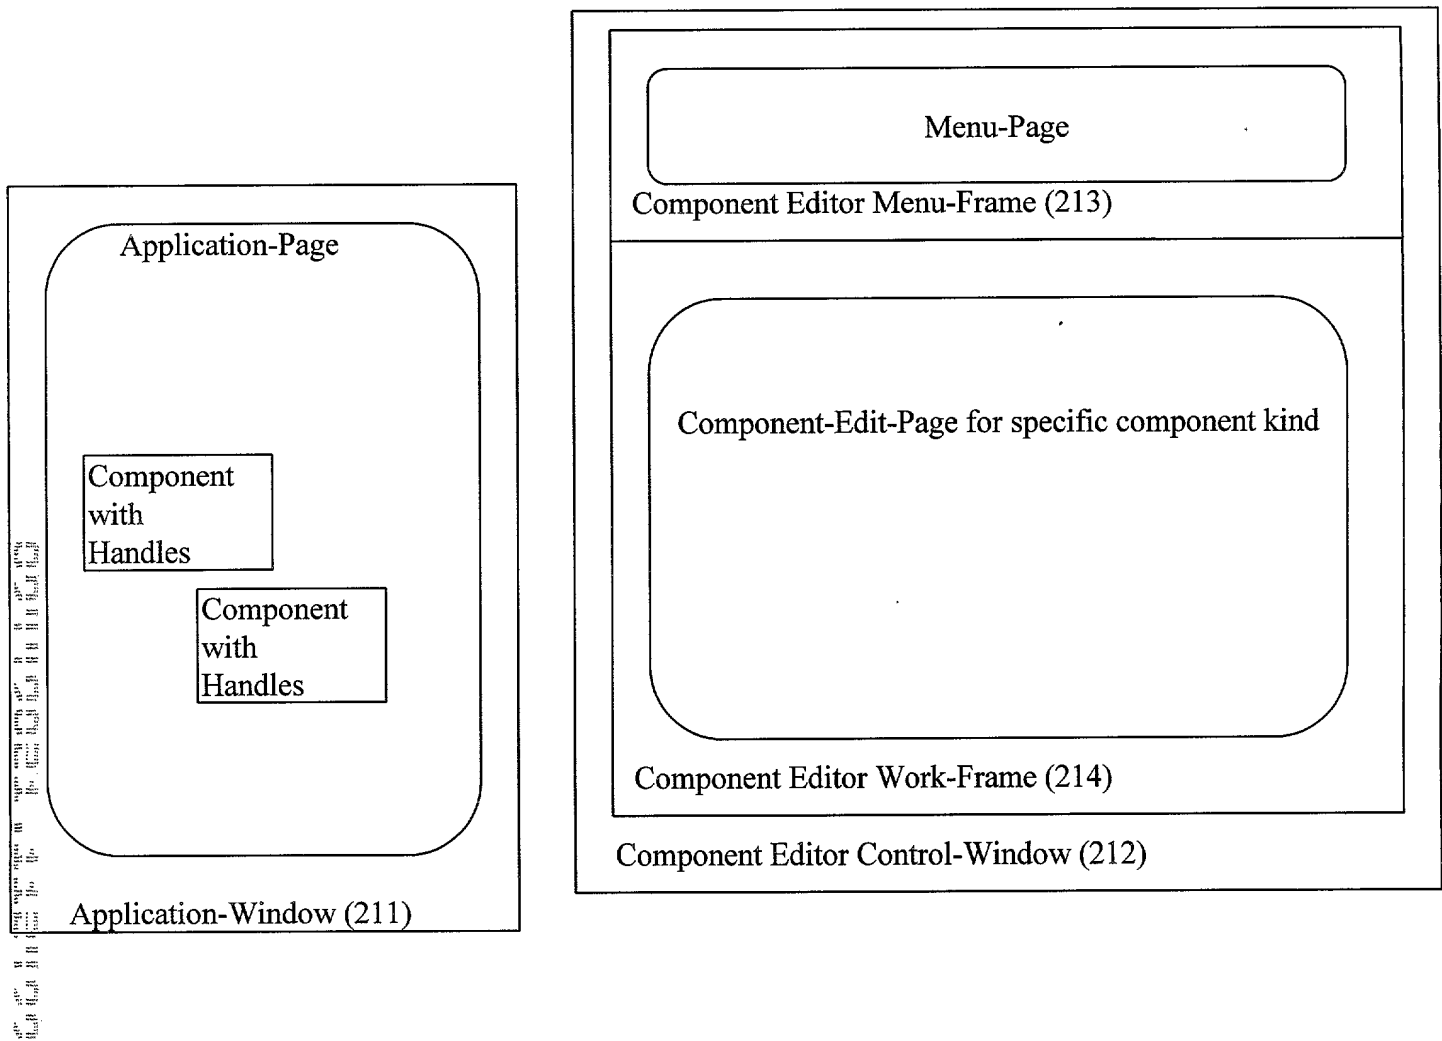 Menu-Page
Component Editor Menu-Frame (213)
Component-Edit-Page for specific component kind
Component Editor Work-Frame (214)
Component Editor Control-Window (212)
Application-Page
Component
with
Handles
Component
with
Handles
Application-Window (211)